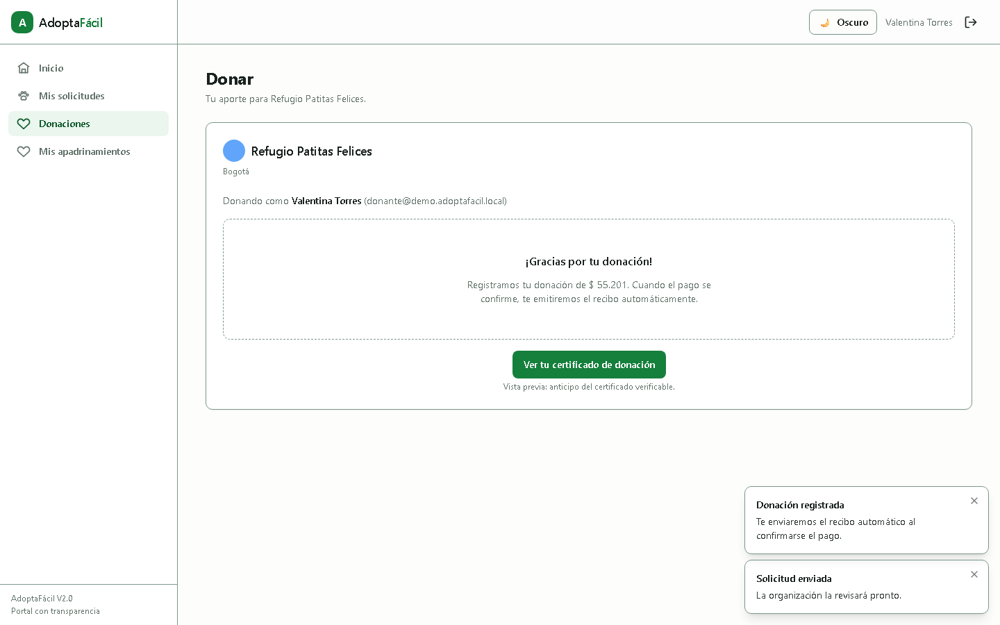 A AdoptaFácil
Oscuro
Valentina Torres
Inicio
Mis solicitudes
Donaciones
Mis apadrinamientos
Donar
Tu aporte para Refugio Patitas Felices.
Refugio Patitas Felices
Bogotá
Donando como Valentina Torres (donante@demo.adoptafacil.local)
¡Gracias por tu donación!
Registramos tu donación de $ 55.201. Cuando el pago se
confirme, te emitiremos el recibo automáticamente.
Ver tu certificado de donación
Vista previa: anticipo del certificado verificable.
Donación registrada
Te enviaremos el recibo automático al
confirmarse el pago.
Solicitud enviada
La organización la revisará pronto.
AdoptaFácil V2.0
Portal con transparencia